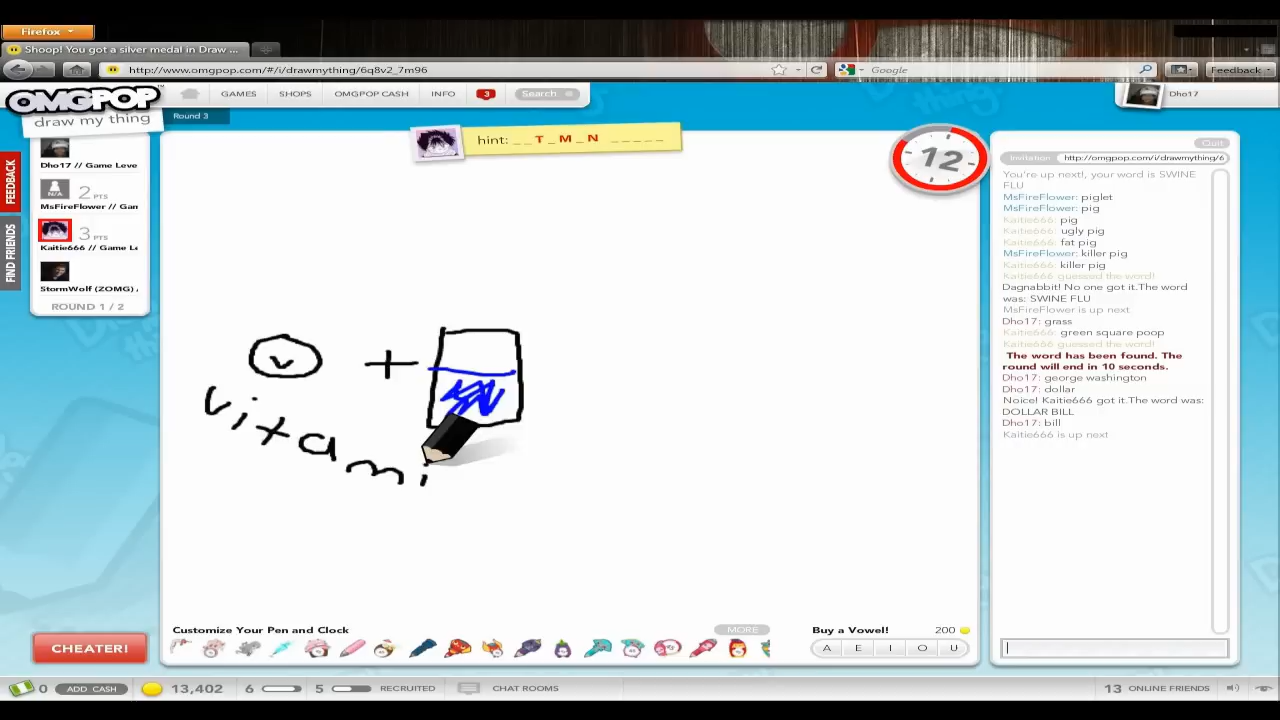 Firefox
Shoop! You got a silver medal in Draw ...
http://www.omgpop.com/#/i/drawmything/6q8v2_7m96
Google
Feedback
OMGPOP
GAMES SHOPS OMGPOP CASH INFO 3 Search
Dho17
draw my thing
Round 3
hint: _ _ T _ M _ N _ _ _ _ _
12
Quit
Invitation http://omgpop.com/i/drawmything/6
FEEDBACK
FIND FRIENDS
Dho17 // Game Leve
N/A
2 PTS
MsFireFlower // Gam
3 PTS
Kaitie666 // Game Le
StormWolf (ZOMG) /
ROUND 1 / 2
You're up next!, your word is SWINE
FLU
MsFireFlower: piglet
MsFireFlower: pig
Kaitie666: pig
Kaitie666: ugly pig
Kaitie666: fat pig
MsFireFlower: killer pig
Kaitie666: killer pig
Kaitie666 guessed the word!
Dagnabbit! No one got it.The word
was: SWINE FLU
MsFireFlower is up next
Dho17: grass
Kaitie666: green square poop
Kaitie666 guessed the word!
The word has been found. The
round will end in 10 seconds.
Dho17: george washington
Dho17: dollar
Noice! Kaitie666 got it.The word was:
DOLLAR BILL
Dho17: bill
Kaitie666 is up next
v +
vitami
Customize Your Pen and Clock
MORE
Buy a Vowel! 200
A E I O U
CHEATER!
0 ADD CASH 13,402 6 5 RECRUITED CHAT ROOMS 13 ONLINE FRIENDS